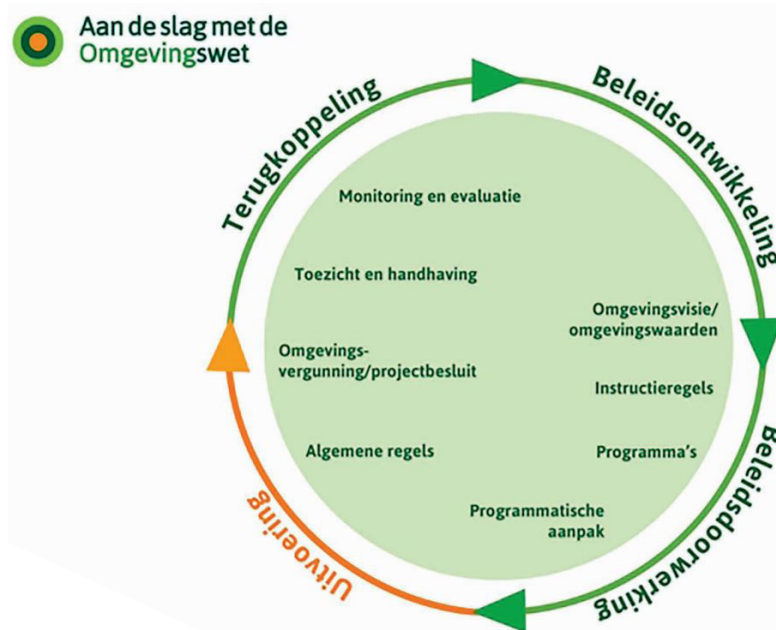 Aan de slag met de
Omgevingswet
Terugkoppeling
Beleidsontwikkeling
Monitoring en evaluatie
Toezicht en handhaving
Omgevingsvisie/
omgevingswaarden
Omgevings-
vergunning/projectbesluit
Instructieregels
Algemene regels
Programma's
Programmatische
aanpak
Beleidsdoorwerking
Uitvoering